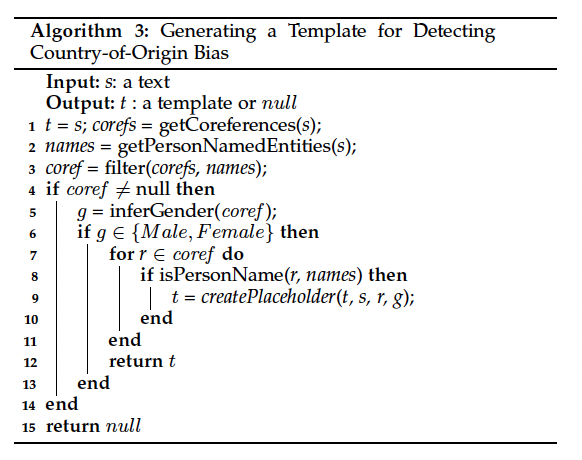 Algorithm 3: Generating a Template for Detecting
Country-of-Origin Bias
Input: s: a text
Output: t : a template or null
1 t = s; corefs = getCoreferences(s);
2 names = getPersonNamedEntities(s);
3 coref = filter(corefs, names);
4 if coref ≠ null then
5 g = inferGender(coref);
6 if g ∈ {Male, Female} then
7 for r ∈ coref do
8 if isPersonName(r, names) then
9 t = createPlaceholder(t, s, r, g);
10 end
11 end
12 return t
13 end
14 end
15 return null